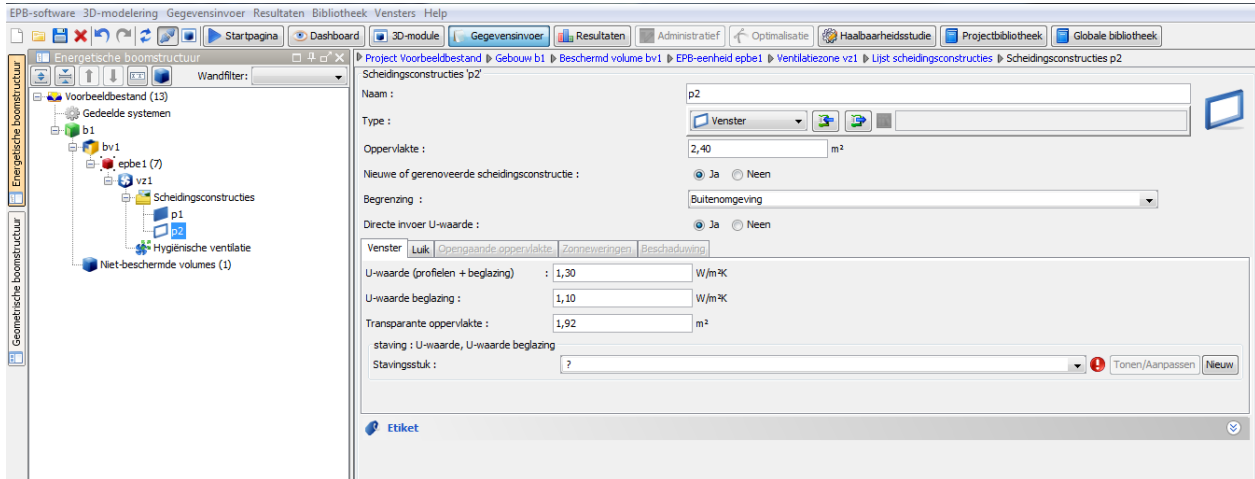 EPB-software 3D-modelering Gegevensinvoer Resultaten Bibliotheek Vensters Help
Startpagina Dashboard 3D-module Gegevensinvoer Resultaten Administratief Optimalisatie Haalbaarheidsstudie Projectbibliotheek Globale bibliotheek
Energetische boomstructuur
Geometrische boomstructuur
Energetische boomstructuur
Wandfilter:
Voorbeeldbestand (13)
Gedeelde systemen
b1
bv1
epbe1 (7)
vz1
Scheidingsconstructies
p1
p2
Hygiënische ventilatie
Niet-beschermde volumes (1)
Project Voorbeeldbestand Gebouw b1 Beschermd volume bv1 EPB-eenheid epbe1 Ventilatiezone vz1 Lijst scheidingsconstructies Scheidingsconstructies p2
Scheidingsconstructies 'p2'
Naam : p2
Type : Venster
Oppervlakte : 2,40 m²
Nieuwe of gerenoveerde scheidingsconstructie : Ja Neen
Begrenzing : Buitenomgeving
Directe invoer U-waarde : Ja Neen
Venster Luik Opengaande oppervlakte Zonneweringen Beschaduwing
U-waarde (profielen + beglazing) : 1,30 W/m²K
U-waarde beglazing : 1,10 W/m²K
Transparante oppervlakte : 1,92 m²
staving : U-waarde, U-waarde beglazing
Stavingsstuk : ? Tonen/Aanpassen Nieuw
Etiket